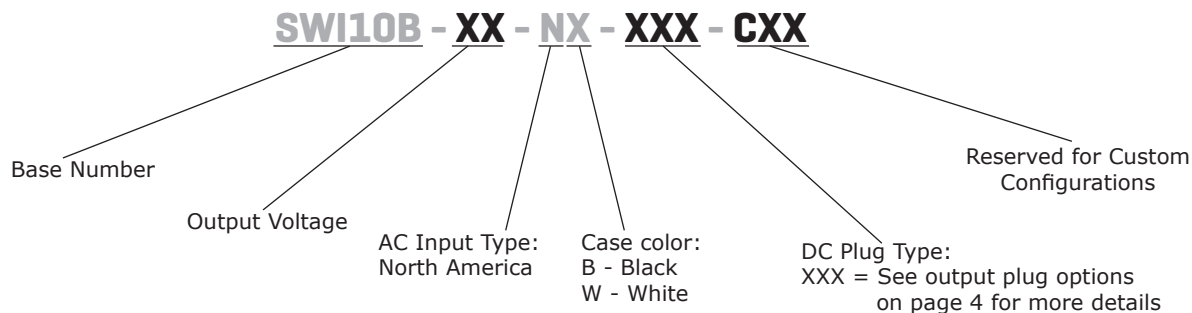 SWI10B - XX - NX - XXX - CXX
Base Number
Output Voltage
AC Input Type:
North America
Case color:
B - Black
W - White
DC Plug Type:
XXX = See output plug options
on page 4 for more details
Reserved for Custom
Configurations